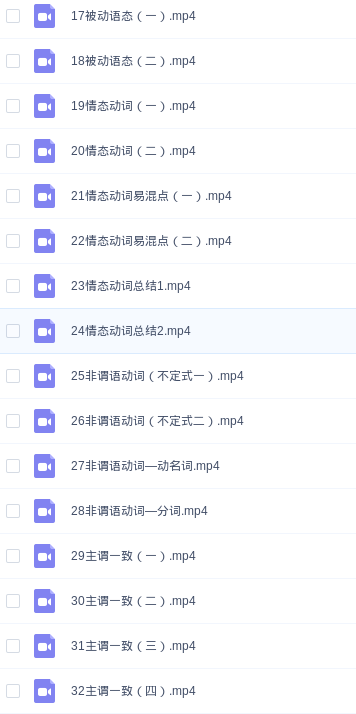 17被动语态（一）.mp4
18被动语态（二）.mp4
19情态动词（一）.mp4
20情态动词（二）.mp4
21情态动词易混点（一）.mp4
22情态动词易混点（二）.mp4
23情态动词总结1.mp4
24情态动词总结2.mp4
25非谓语动词（不定式一）.mp4
26非谓语动词（不定式二）.mp4
27非谓语动词—动名词.mp4
28非谓语动词—分词.mp4
29主谓一致（一）.mp4
30主谓一致（二）.mp4
31主谓一致（三）.mp4
32主谓一致（四）.mp4